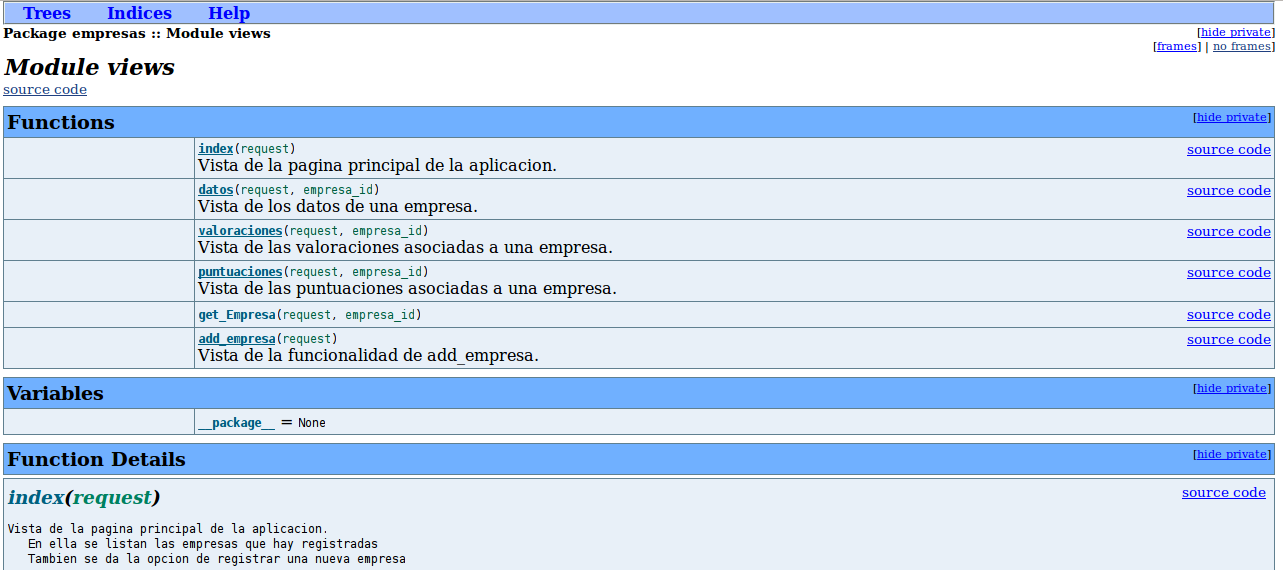 Trees Indices Help
Package empresas :: Module views [hide private]
[frames] | no frames]
Module views
source code
Functions [hide private]
index(request) source code
Vista de la pagina principal de la aplicacion.
datos(request, empresa_id) source code
Vista de los datos de una empresa.
valoraciones(request, empresa_id) source code
Vista de las valoraciones asociadas a una empresa.
puntuaciones(request, empresa_id) source code
Vista de las puntuaciones asociadas a una empresa.
get_Empresa(request, empresa_id) source code
add_empresa(request) source code
Vista de la funcionalidad de add_empresa.
Variables [hide private]
__package__ = None
Function Details [hide private]
index(request) source code
Vista de la pagina principal de la aplicacion.
En ella se listan las empresas que hay registradas
Tambien se da la opcion de registrar una nueva empresa